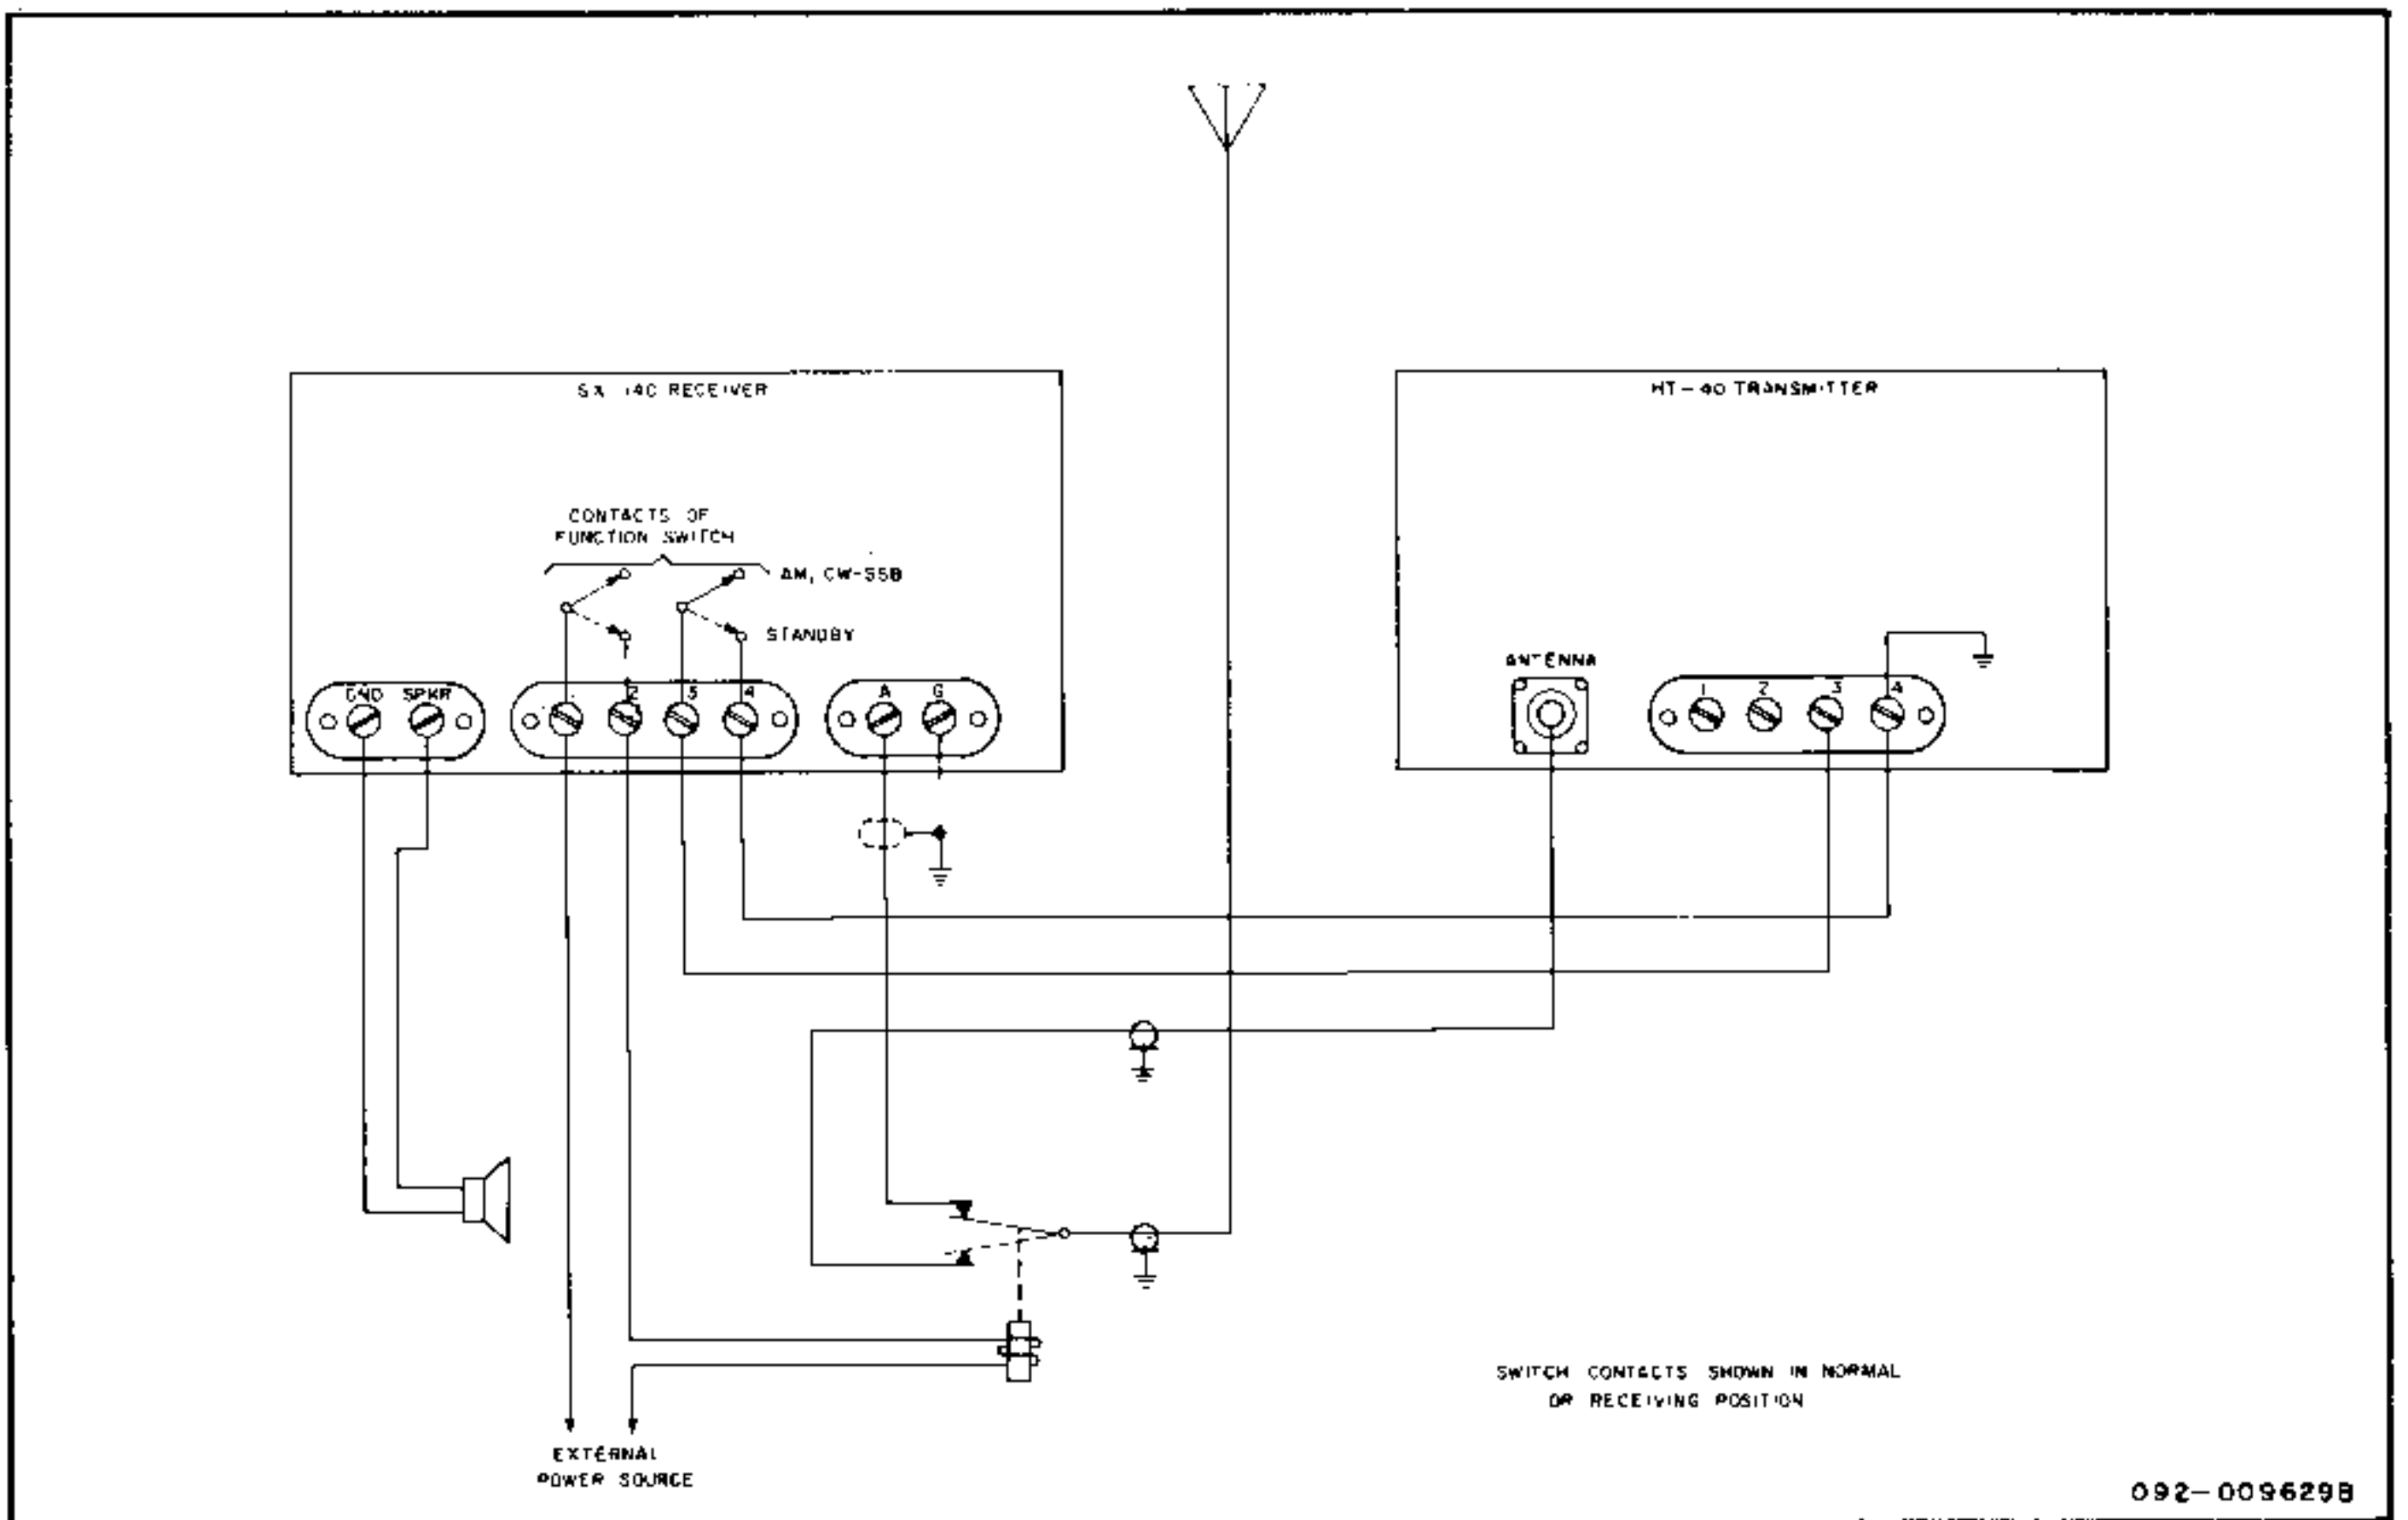 SX 140 RECEIVER
HT-40 TRANSMITTER
CONTACTS OF
FUNCTION SWITCH
AM, CW-SSB
STANDBY
ANTENNA
GND SPKR
2 3 4
A G
1 2 3 4
SWITCH CONTACTS SHOWN IN NORMAL
OR RECEIVING POSITION
EXTERNAL
POWER SOURCE
092-009629B